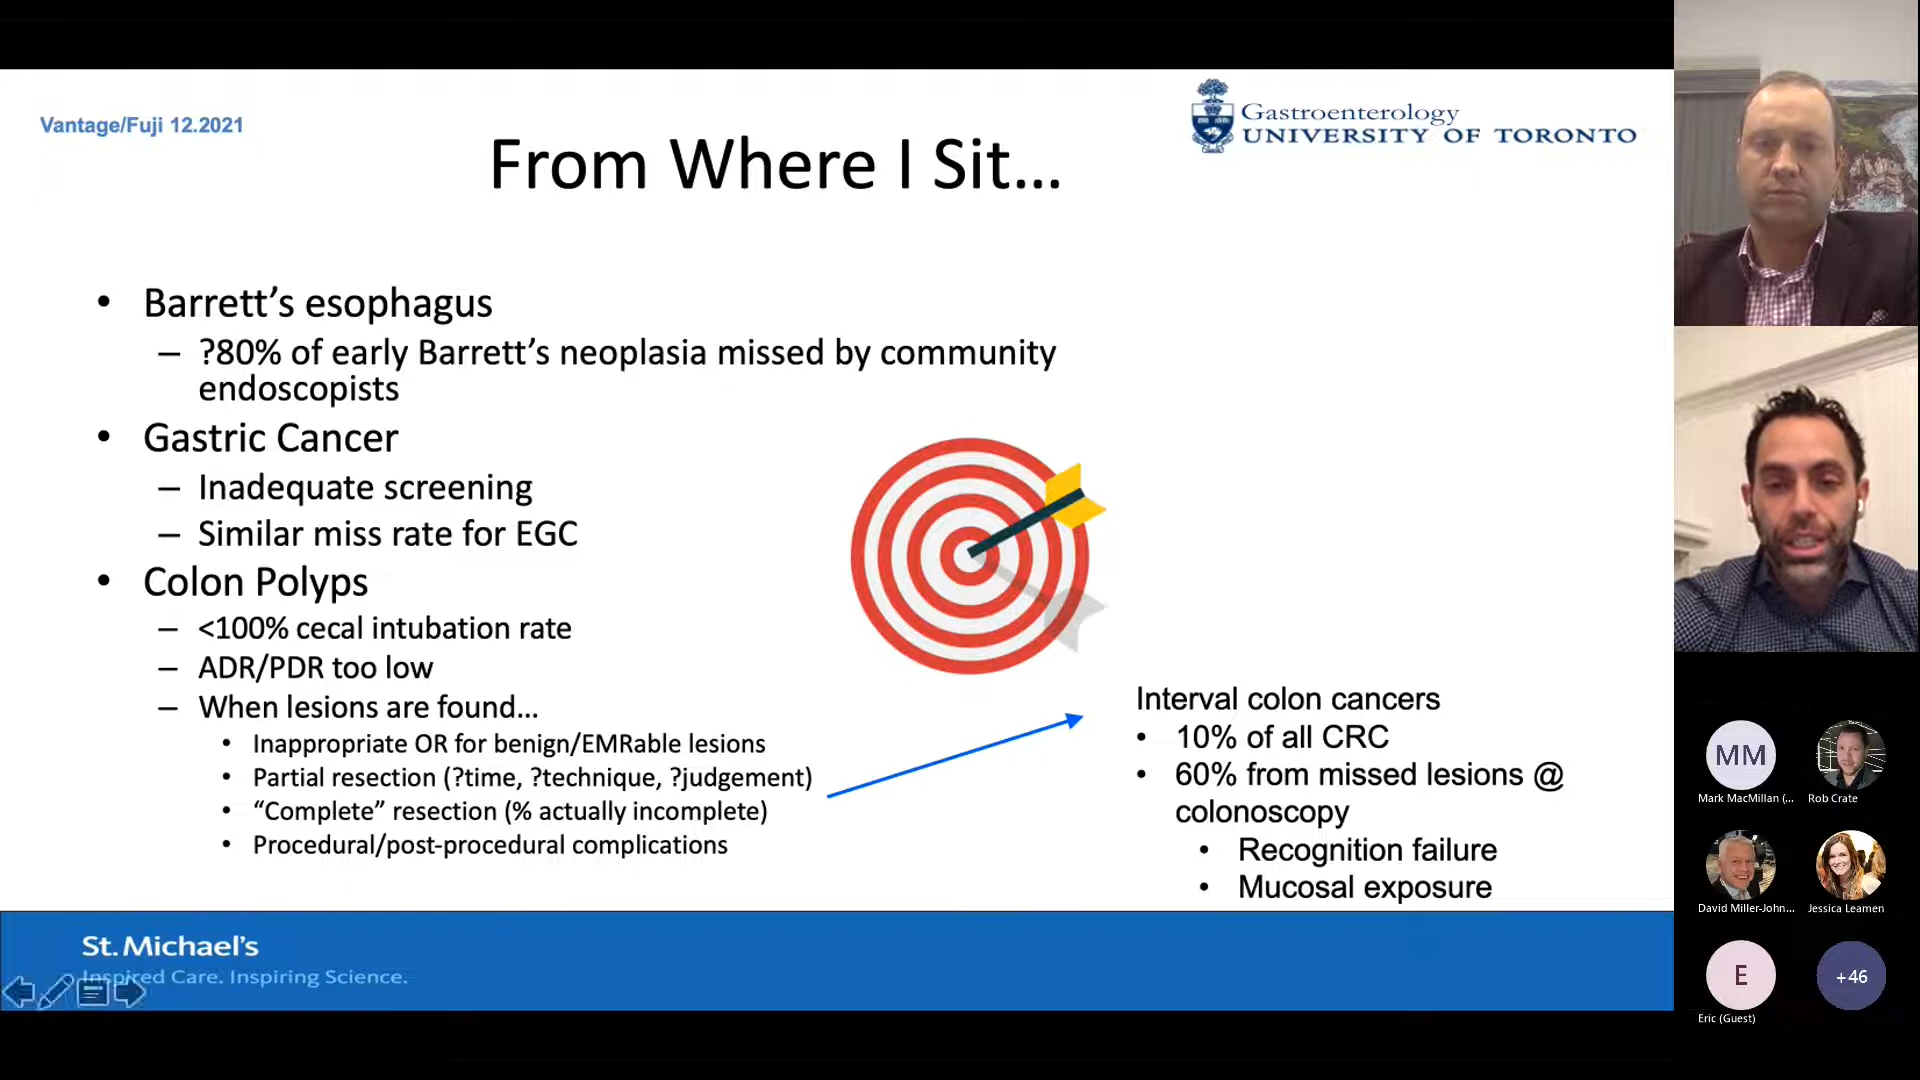 Vantage/Fuji 12.2021
Gastroenterology
UNIVERSITY OF TORONTO
From Where I Sit...
• Barrett’s esophagus
– ?80% of early Barrett’s neoplasia missed by community
endoscopists
• Gastric Cancer
– Inadequate screening
– Similar miss rate for EGC
• Colon Polyps
– <100% cecal intubation rate
– ADR/PDR too low
– When lesions are found...
• Inappropriate OR for benign/EMRable lesions
• Partial resection (?time, ?technique, ?judgement)
• “Complete” resection (% actually incomplete)
• Procedural/post-procedural complications
Interval colon cancers
• 10% of all CRC
• 60% from missed lesions @
colonoscopy
• Recognition failure
• Mucosal exposure
St. Michael’s
Inspired Care. Inspiring Science.
MM
Mark MacMillan (...
Rob Crate
David Miller-John...
Jessica Leamen
E
+46
Eric (Guest)